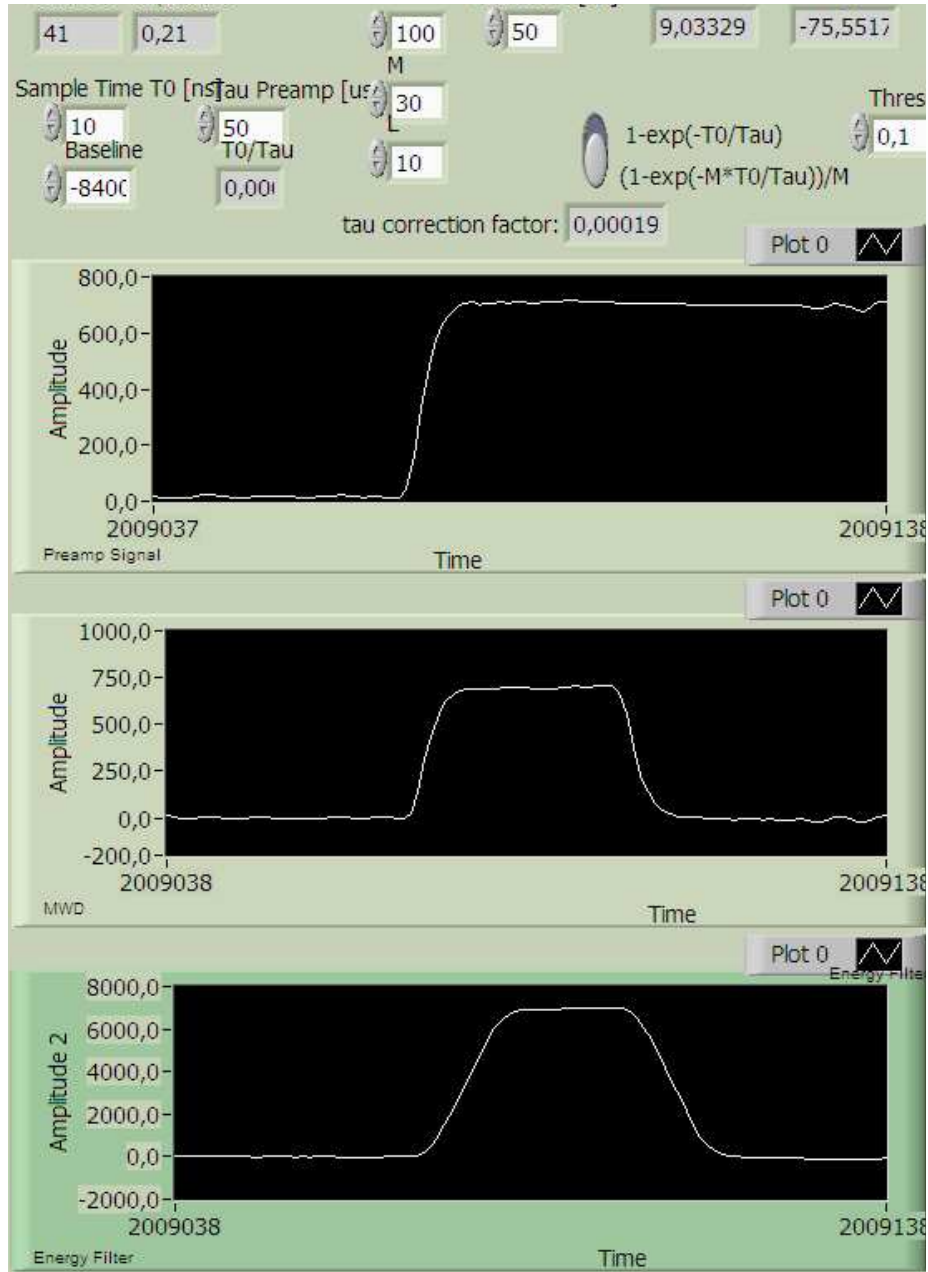 41 0,21 100 50 9,03329 -75,5517
M
Sample Time T0 [ns] Tau Preamp [us 30 Thres
10 50 L 1-exp(-T0/Tau) 0,1
Baseline T0/Tau 10 (1-exp(-M*T0/Tau))/M
-8400 0,00
tau correction factor: 0,00019
Plot 0
800,0
600,0
400,0
200,0
0,0
Amplitude
2009037 2009138
Preamp Signal Time
Plot 0
1000,0
750,0
500,0
250,0
0,0
-200,0
Amplitude
2009038 2009138
MWD Time
Plot 0
Energy Filter
8000,0
6000,0
4000,0
2000,0
0,0
-2000,0
Amplitude 2
2009038 2009138
Energy Filter Time